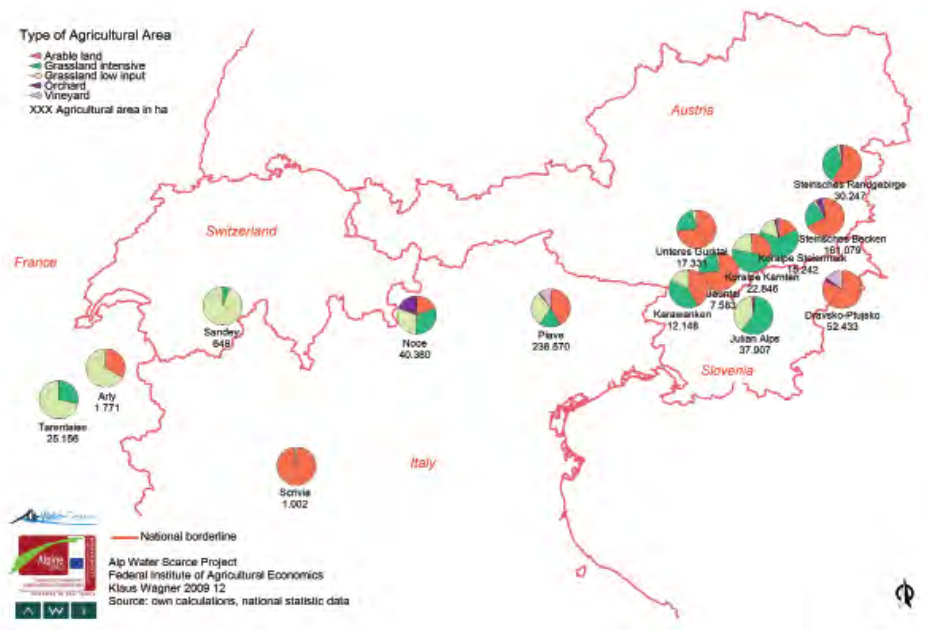 Type of Agricultural Area
Arable land
Grassland intensive
Grassland low input
Orchard
Vineyard
XXX Agricultural area in ha
Austria
Steirisches Randgebirge
30.247
Switzerland
Unteres Gurktal
17.331
Steirisches Becken
161.079
Koralpe Steiermark
15.242
France
Koralpe Kärnten
22.846
Jauntal
7.583
Karawanken
12.148
Dravsko-Ptujsko
52.433
Sandey
648
Noce
40.380
Piave
236.570
Julian Alps
37.907
Slovenia
Arly
1.771
Tarentaise
25.156
Italy
Scrivia
1.002
National borderline
Alpine
Alp Water Scarce Project
Federal Institute of Agricultural Economics
Klaus Wagner 2009 12
Source: own calculations, national statistic data
A W I